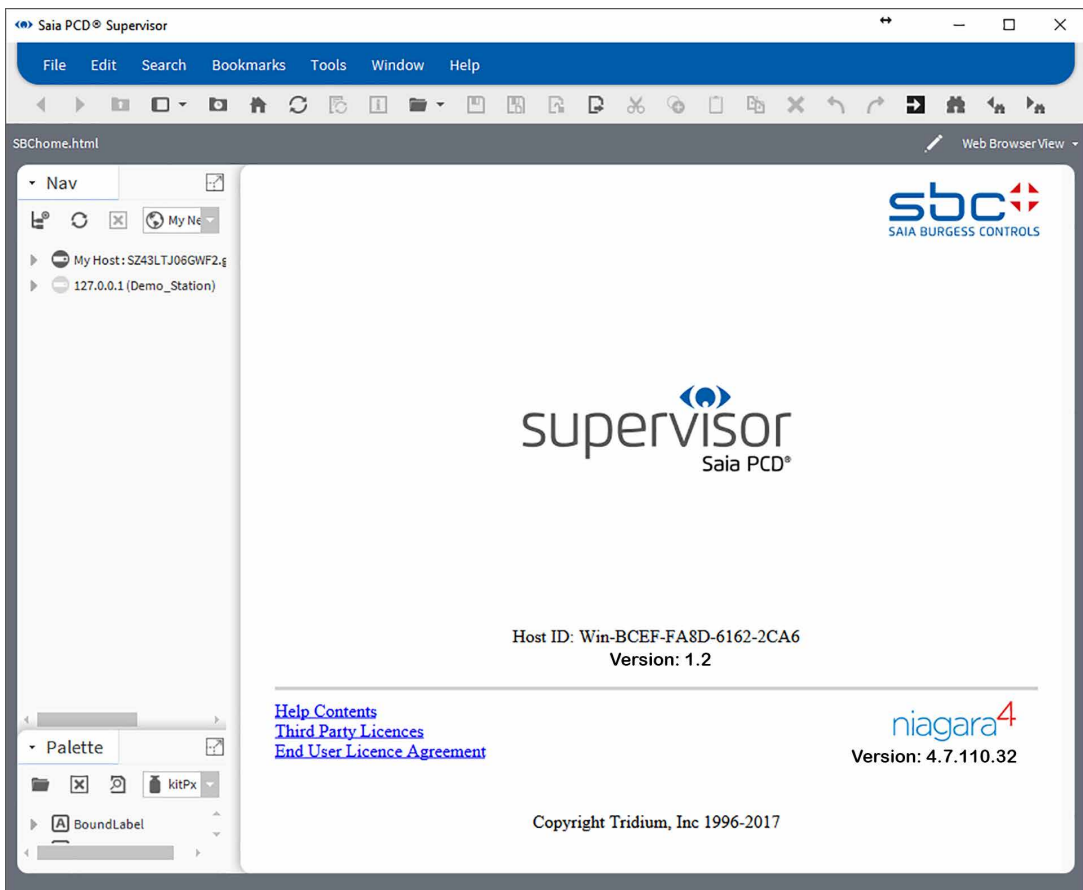 Saia PCD® Supervisor
File Edit Search Bookmarks Tools Window Help
SBChome.html
Web Browser View
Nav
My Ne
My Host : SZ43LTJ06GWF2.g
127.0.0.1 (Demo_Station)
sbc
SAIA BURGESS CONTROLS
supervisor
Saia PCD®
Host ID: Win-BCEF-FA8D-6162-2CA6
Version: 1.2
Help Contents
Third Party Licences
End User Licence Agreement
niagara4
Version: 4.7.110.32
Copyright Tridium, Inc 1996-2017
Palette
kitPx
BoundLabel